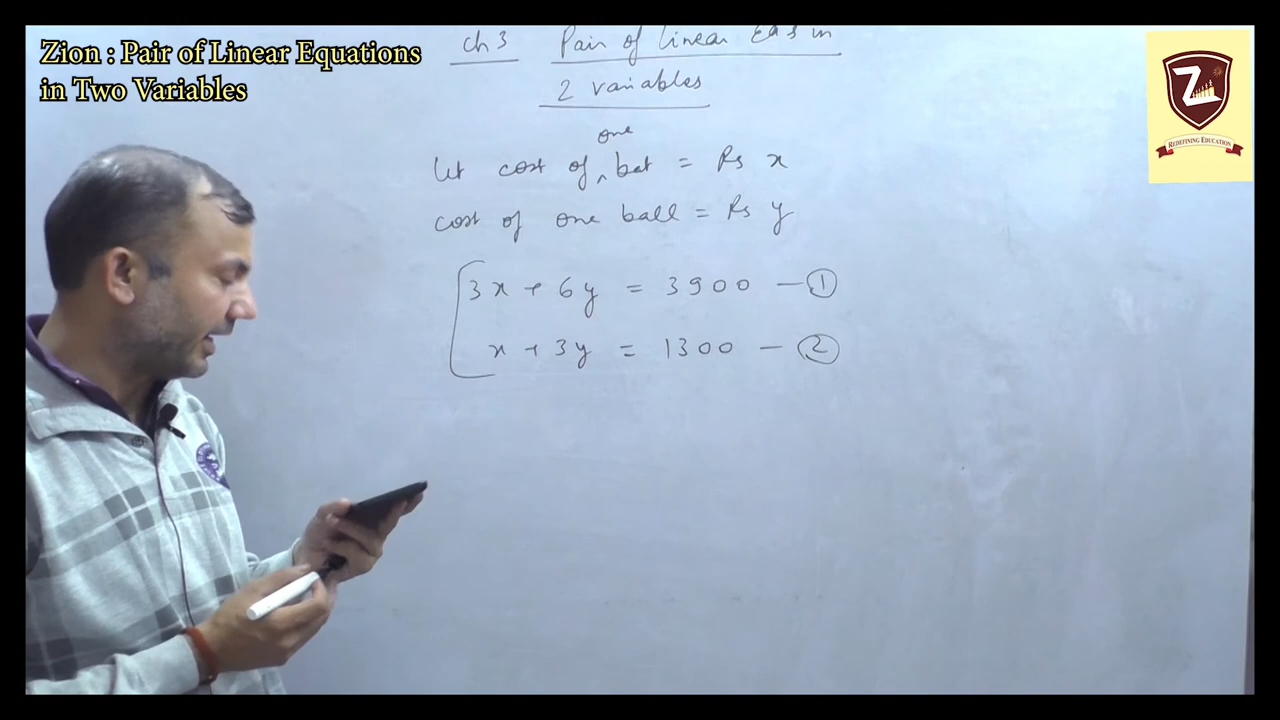 Zion : Pair of Linear Equations
in Two Variables
ch 3 Pair of linear Eqs in
2 variables
one
let cost of ^ bat = Rs x
cost of one ball = Rs y
3x + 6y = 3900 — ①
x + 3y = 1300 — ②
Z
REDEFINING EDUCATION